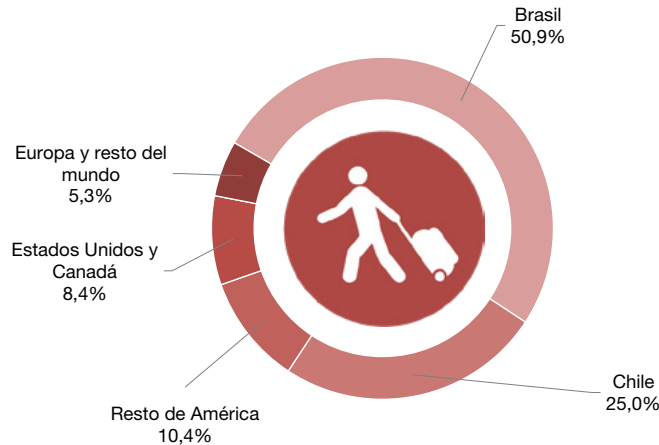 Brasil
50,9%
Europa y resto del
mundo
5,3%
Estados Unidos y
Canadá
8,4%
Resto de América
10,4%
Chile
25,0%